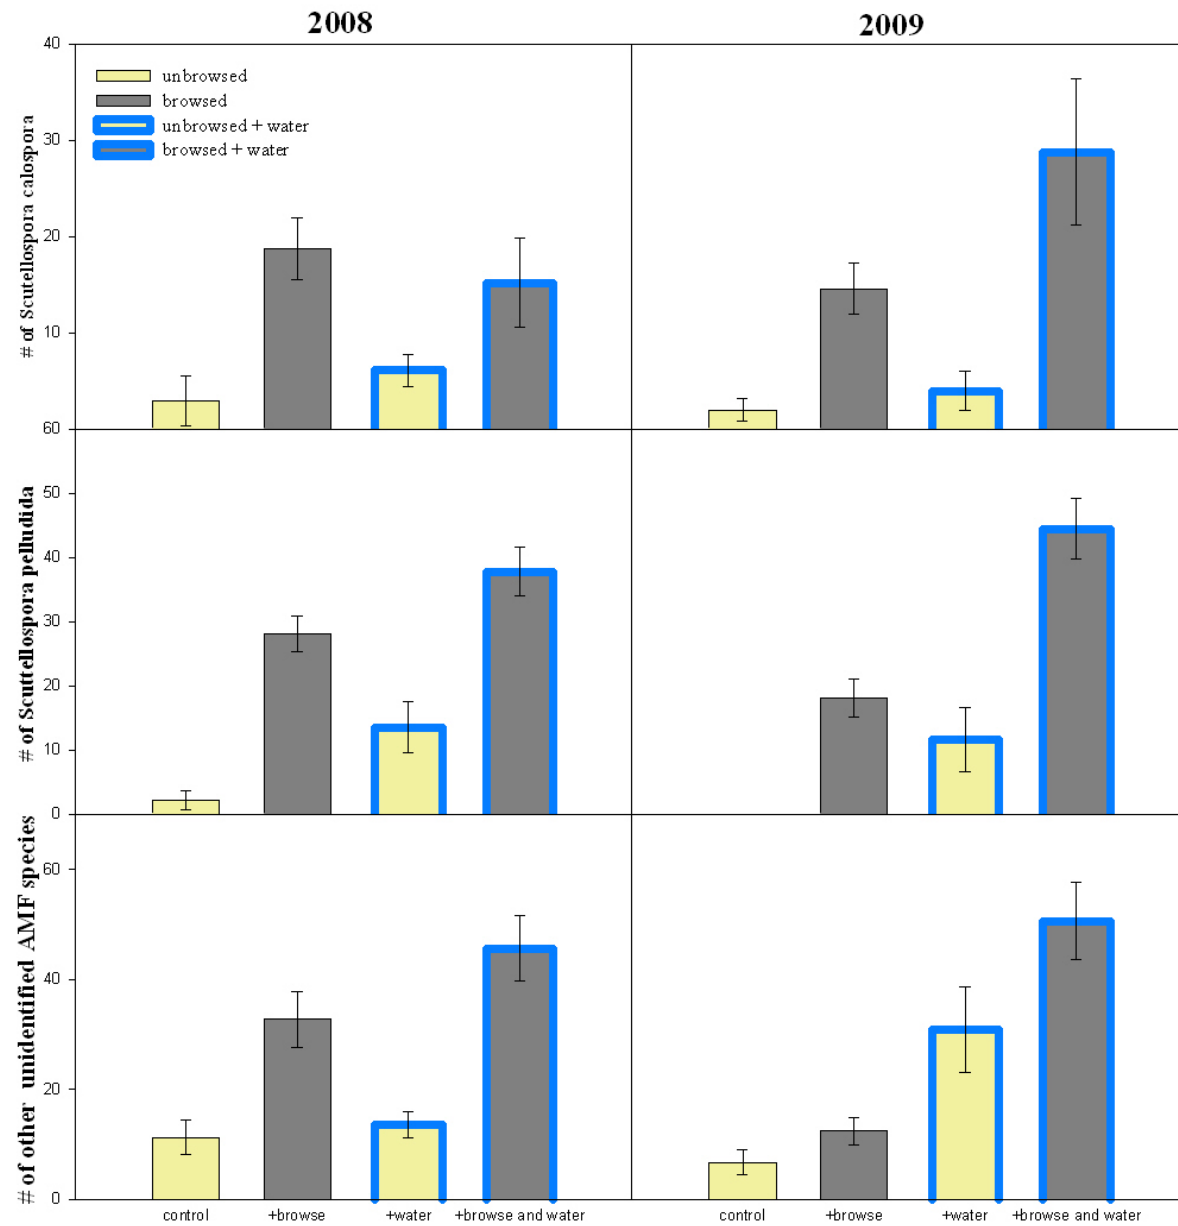 2008 2009
40
unbrowsed
browsed
unbrowsed + water
browsed + water
30
20
10
# of Scutellospora calospora
60
50
40
30
20
10
0
# of Scuttellospora pelludida
60
40
20
0
# of other unidentified AMF species
control +browse +water +browse and water control +browse +water +browse and water